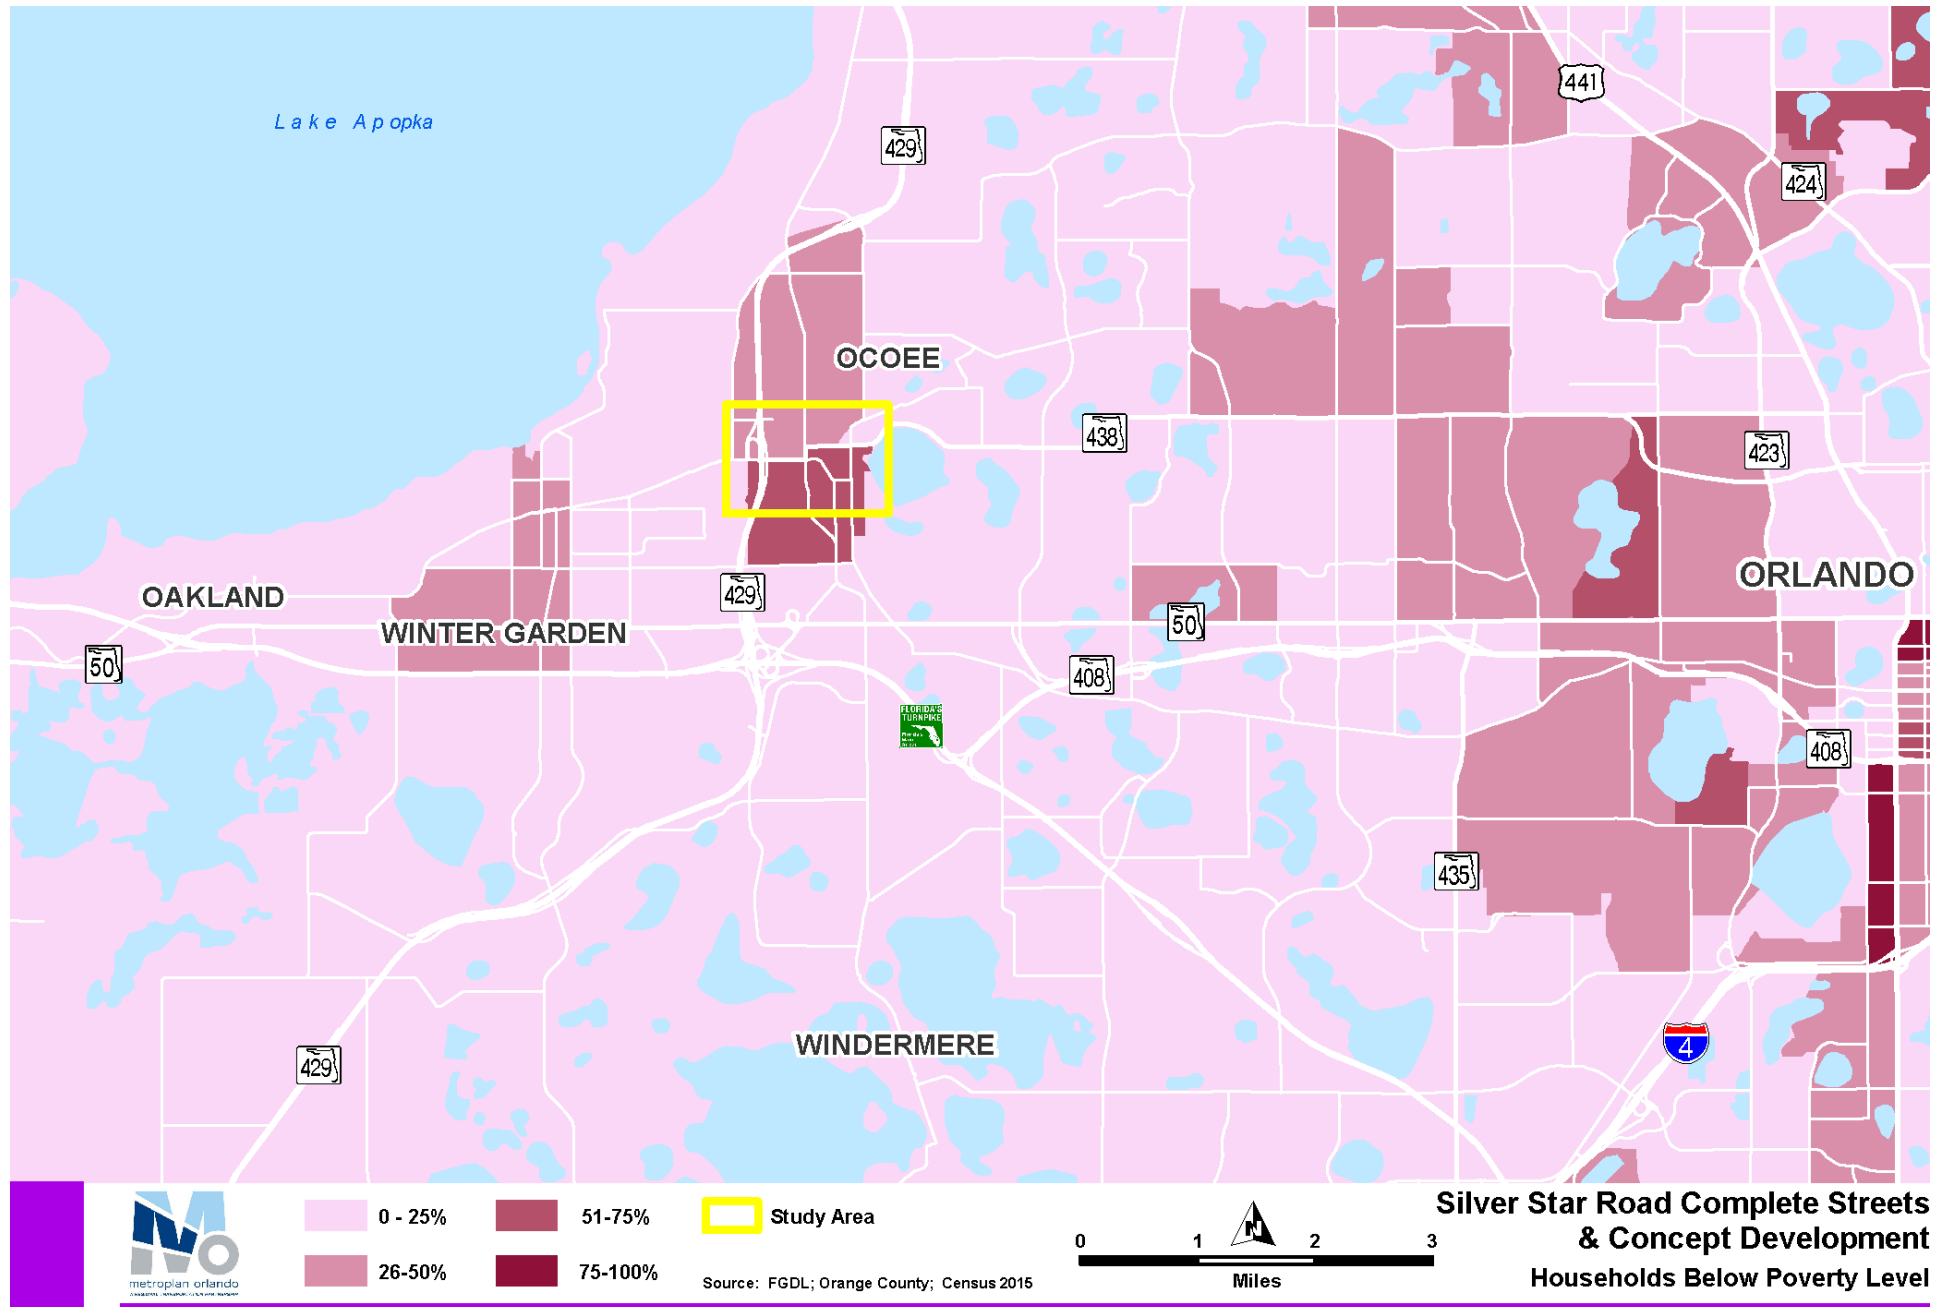 Lake Apopka
441
429
424
OCOEE
438
423
ORLANDO
OAKLAND
429
WINTER GARDEN
50
50
408
FLORIDA'S
TURNPIKE
408
435
WINDERMERE
4
429
metroplan orlando
0 - 25%
26-50%
51-75%
75-100%
Study Area
Source: FGDL; Orange County; Census 2015
N
0 1 2 3
Miles
Silver Star Road Complete Streets
& Concept Development
Households Below Poverty Level